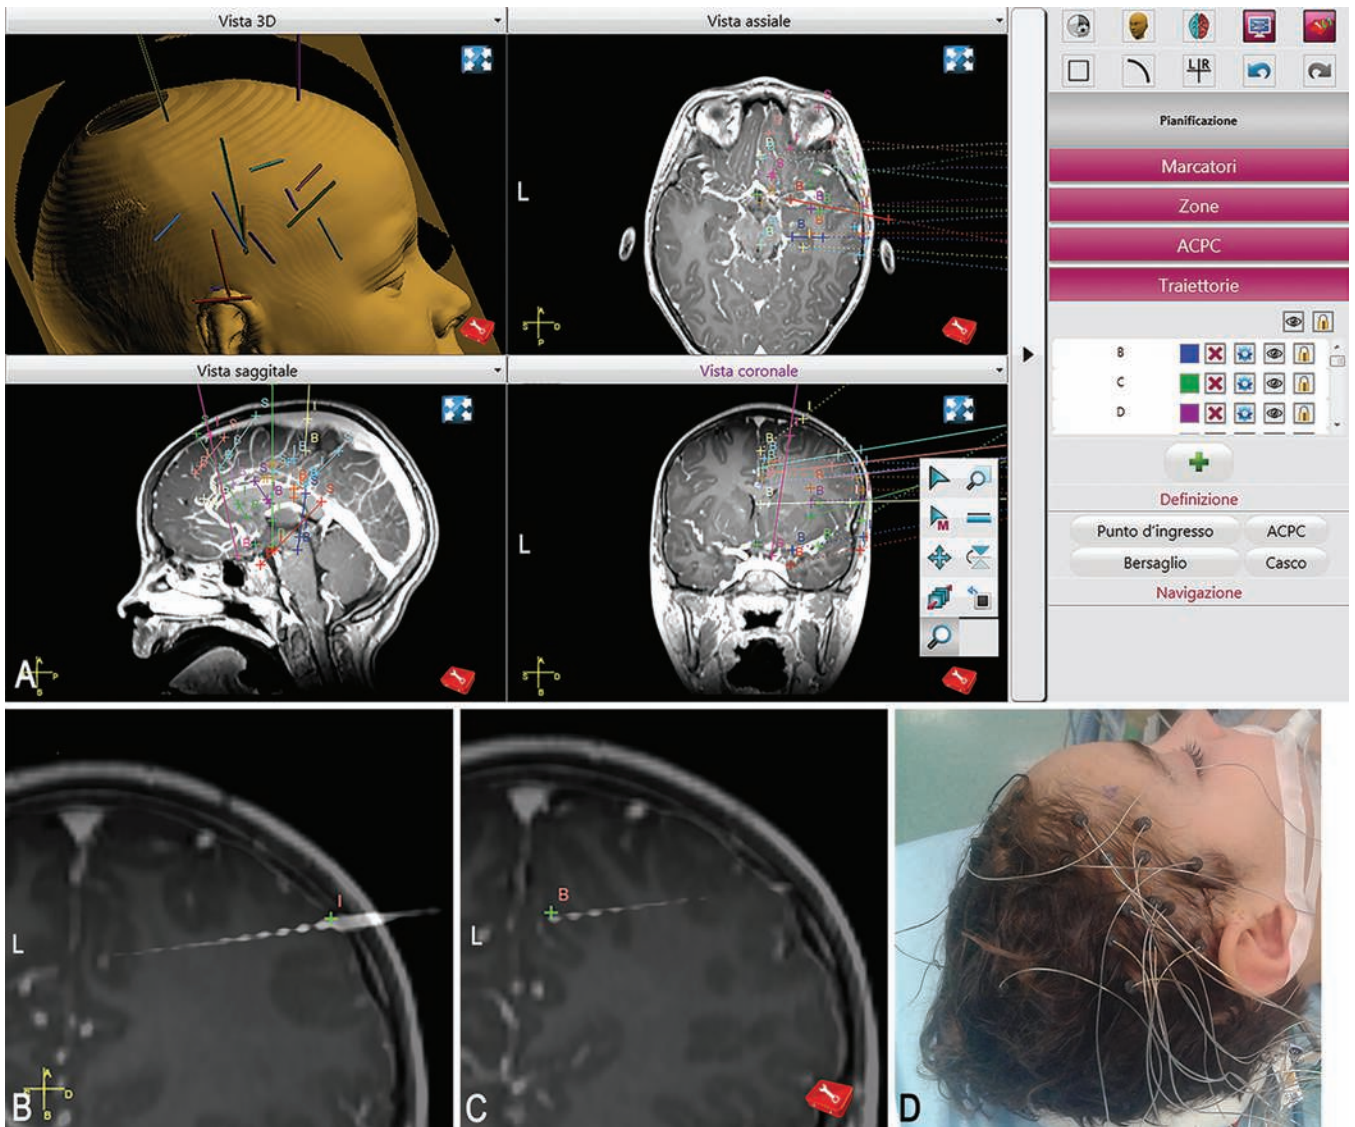 Vista 3D
Vista assiale
L
Vista saggitale
Vista coronale
L
A
L|R
Pianificazione
Marcatori
Zone
ACPC
Traiettorie
B
C
D
Definizione
Punto d'ingresso
ACPC
Bersaglio
Casco
Navigazione
M
I
L
B
B
L
C
D